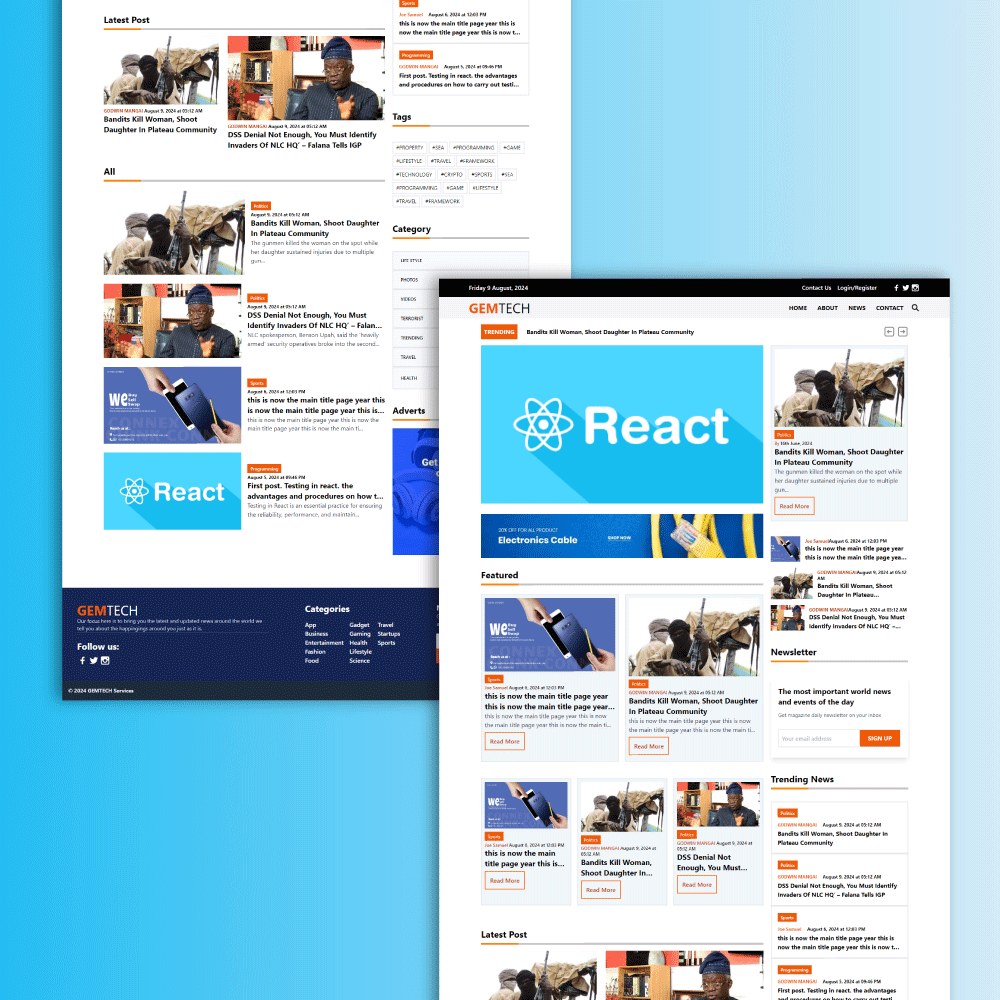 Latest Post
GODWIN MANGAI August 9, 2024 at 05:12 AM
Bandits Kill Woman, Shoot
Daughter In Plateau Community
GODWIN MANGAI August 9, 2024 at 05:12 AM
DSS Denial Not Enough, You Must Identify
Invaders Of NLC HQ' – Falana Tells IGP
All
Politics
August 9, 2024 at 05:12 AM
Bandits Kill Woman, Shoot Daughter
In Plateau Community
The gunmen killed the woman on the spot while
her daughter sustained injuries due to multiple
gun...
Politics
August 9, 2024 at 05:12 AM
DSS Denial Not Enough, You Must
Identify Invaders Of NLC HQ' – Falan...
NLC spokesperson, Benson Upah, said the 'heavily
armed' security operatives broke into the second...
We Buy
Sell
Swap
Reach us at :
Sports
August 6, 2024 at 12:03 PM
this is now the main title page year this
is now the main title page year this is...
this is now the main title page year this is now
the main title page year this is now the main ti...
React
Programming
August 5, 2024 at 09:46 PM
First post. Testing in react. the
advantages and procedures on how t...
Testing in React is an essential practice for ensuring
the reliability, performance, and maintain...
Sports
Joe Samuel August 6, 2024 at 12:03 PM
this is now the main title page year this is
now the main title page year this is now t...
Programming
GODWIN MANGAI August 5, 2024 at 09:46 PM
First post. Testing in react. the advantages
and procedures on how to carry out testi...
Tags
#PROPERTY #SEA #PROGRAMMING #GAME
#LIFESTYLE #TRAVEL #FRAMEWORK
#TECHNOLOGY #CRYPTO #SPORTS #SEA
#PROGRAMMING #GAME #LIFESTYLE
#TRAVEL #FRAMEWORK
Category
LIFE STYLE
PHOTOS
VIDEOS
TERRORIST
TRENDING
TRAVEL
HEALTH
Adverts
Get
GEMTECH
Our focus here is to bring you the latest and updated news around the world we
tell you about the happingings around you just as it is.
Follow us:
Categories
App Gadget Travel
Business Gaming Startups
Entertainment Health Sports
Fashion Lifestyle
Food Science
© 2024 GEMTECH Services
Friday 9 August, 2024
Contact Us Login/Register
GEMTECH
HOME ABOUT NEWS CONTACT
TRENDING Bandits Kill Woman, Shoot Daughter In Plateau Community
React
30% OFF FOR ALL PRODUCT
Electronics Cable
SHOP NOW
Featured
We Buy
Sell
Swap
Reach us at :
Sports
Joe Samuel August 6, 2024 at 12:03 PM
this is now the main title page year
this is now the main title page year...
this is now the main title page year this is now
the main title page year this is now the main ti...
Read More
Politics
GODWIN MANGAI August 9, 2024 at 05:12 AM
Bandits Kill Woman, Shoot Daughter
In Plateau Community
this is now the main title page year this is now
the main title page year this is now the main ti...
Read More
We Buy
Sell
Swap
Sports
Joe Samuel August 6, 2024 at 12:03 PM
this is now the main
title page year this is...
Read More
Politics
GODWIN MANGAI August 9, 2024 at
05:12 AM
Bandits Kill Woman,
Shoot Daughter In...
Read More
Politics
GODWIN MANGAI August 9, 2024 at
05:12 AM
DSS Denial Not
Enough, You Must...
Read More
Latest Post
Politics
By 15th June, 2024
Bandits Kill Woman, Shoot Daughter
In Plateau Community
The gunmen killed the woman on the spot while
her daughter sustained injuries due to multiple
gun...
Read More
Joe Samuel August 6, 2024 at 12:03 PM
this is now the main title page year
this is now the main title page yea...
GODWIN MANGAI August 9, 2024 at 05:12
AM
Bandits Kill Woman, Shoot
Daughter In Plateau...
GODWIN MANGAI August 9, 2024 at 05:12 AM
DSS Denial Not Enough, You Must
Identify Invaders Of NLC HQ' –...
Newsletter
The most important world news
and events of the day
Get magazine daily newsletter on your inbox
Your email address
SIGN UP
Trending News
Politics
GODWIN MANGAI August 9, 2024 at 05:12 AM
Bandits Kill Woman, Shoot Daughter In
Plateau Community
Politics
GODWIN MANGAI August 9, 2024 at 05:12 AM
DSS Denial Not Enough, You Must Identify
Invaders Of NLC HQ' – Falana Tells IGP
Sports
Joe Samuel August 6, 2024 at 12:03 PM
this is now the main title page year this is
now the main title page year this is now t...
Programming
GODWIN MANGAI August 5, 2024 at 09:46 PM
First post. Testing in react. the advantages
and procedures on how to carry out testi...